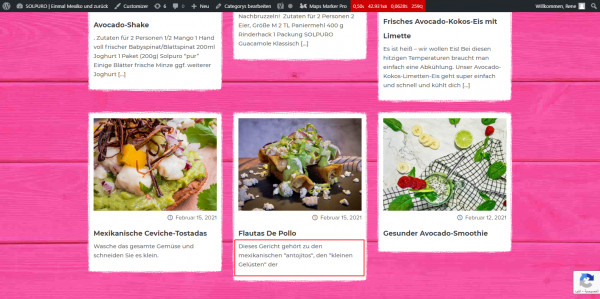 SOLPURO | Einmal Mexiko und zurück
Customizer
6
1
Neu
Category bearbeiten
Maps Marker Pro
0,50s
42.931kt
0,0620s
33Q
Willkommen, Rene
Avocado-Shake
. Zutaten für 2 Personen 1/2 Mango 1 Hand
voll frischer Babyspinat/Blattspinat 200ml
Joghurt 1 Paket (200g) Solpuro "pur"
Einige Blätter frische Minze ggf. weiterer
Joghurt [...]
Nachbruzzeln! Zutaten für 2 Personen 2
Eier, Größe M 2 TL Paniermehl 400 g
Rinderhack 1 Packung SOLPURO
Guacamole Klassisch [...]
Frisches Avocado-Kokos-Eis mit
Limette
Es ist heiß – wir wollen Eis! Bei diesen
hitzigen Temperaturen braucht man
einfach eine Abkühlung. Unser Avocado-
Kokos-Limetten-Eis geht super einfach
und schnell und kühlt dich [...]
Februar 15, 2021
Mexikanische Ceviche-Tostadas
Wasche das gesamte Gemüse und
schneiden Sie es klein.
Februar 15, 2021
Flautas De Pollo
Dieses Gericht gehört zu den
mexikanischen "antojitos", den "kleinen
Gelüsten" der
Februar 12, 2021
Gesunder Avocado-Smoothie